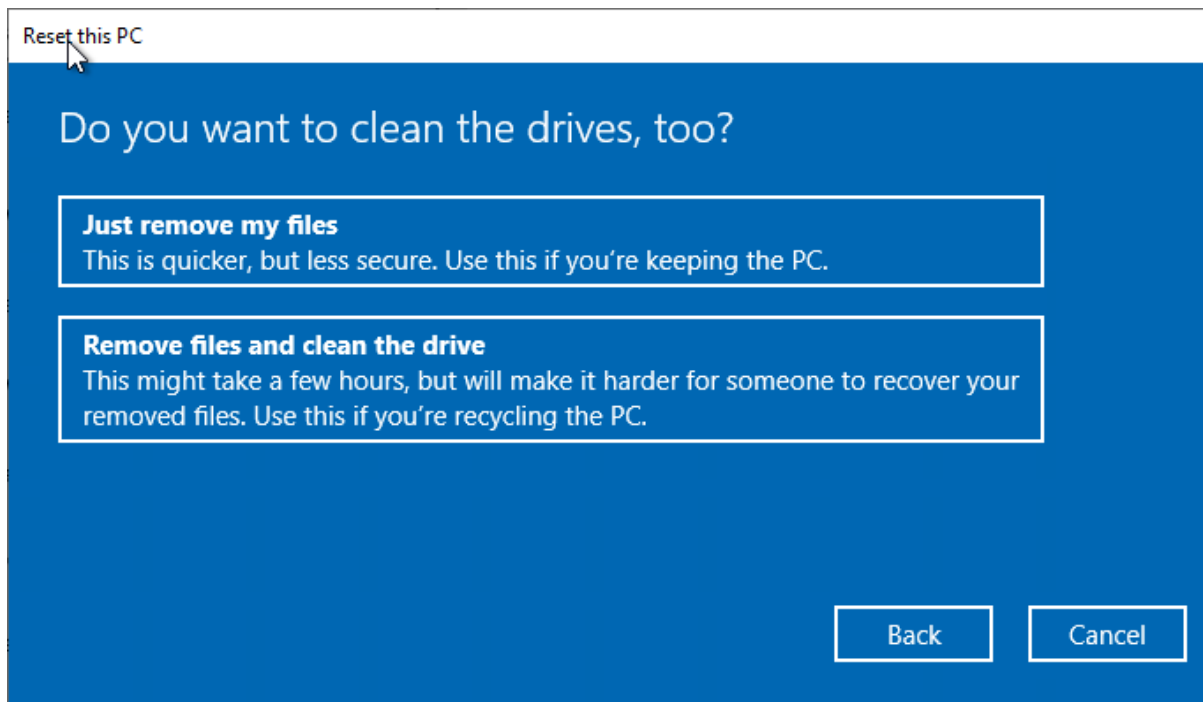 Reset this PC
Do you want to clean the drives, too?
Just remove my files
This is quicker, but less secure. Use this if you’re keeping the PC.
Remove files and clean the drive
This might take a few hours, but will make it harder for someone to recover your
removed files. Use this if you’re recycling the PC.
Back
Cancel